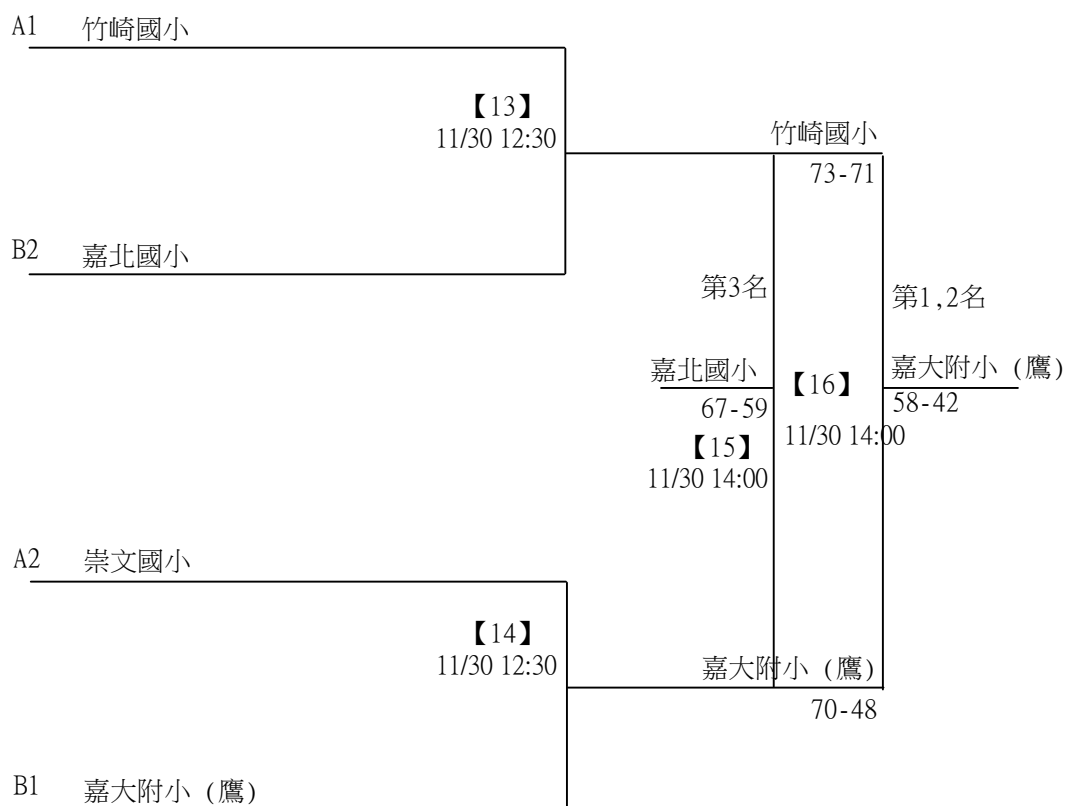 A1 竹崎國小
【13】
11/30 12:30
竹崎國小
73-71
B2 嘉北國小
第3名
第1,2名
嘉北國小
【16】
嘉大附小 (鷹)
67-59
58-42
11/30 14:00
【15】
11/30 14:00
A2 崇文國小
【14】
11/30 12:30
嘉大附小 (鷹)
70-48
B1 嘉大附小 (鷹)